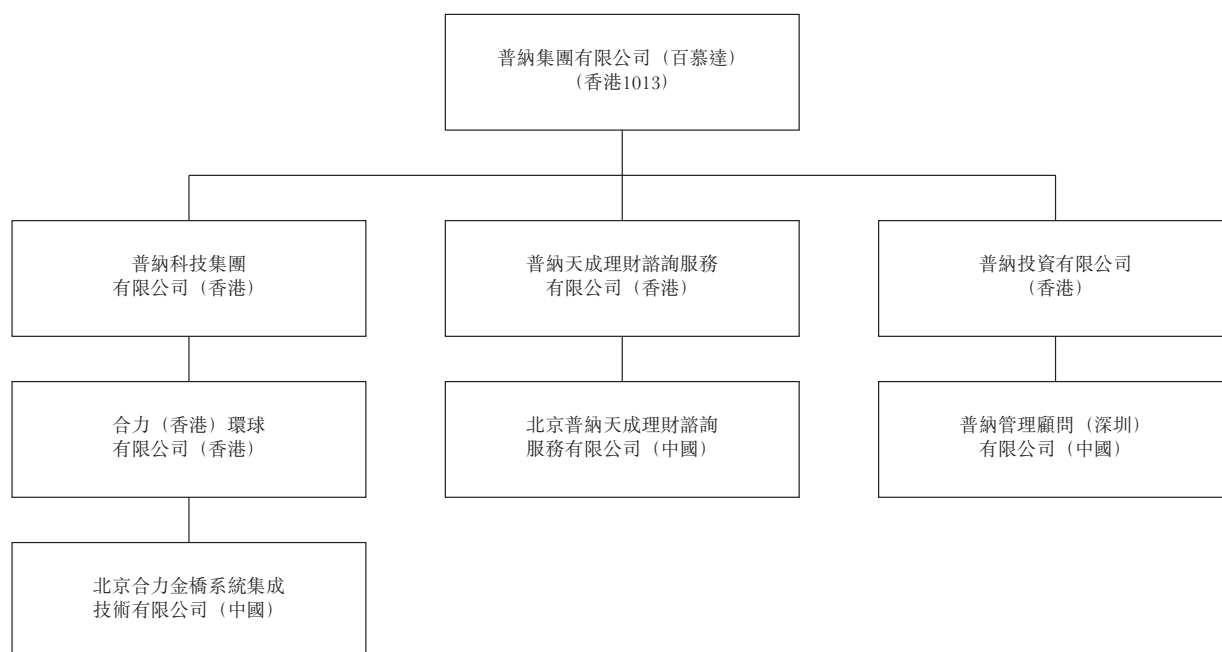 普納集團有限公司（百慕達）
（香港1013）
普納科技集團
有限公司（香港）
普納天成理財諮詢服務
有限公司（香港）
普納投資有限公司
（香港）
合力（香港）環球
有限公司（香港）
北京普納天成理財諮詢
服務有限公司（中國）
普納管理顧問（深圳）
有限公司（中國）
北京合力金橋系統集成
技術有限公司（中國）